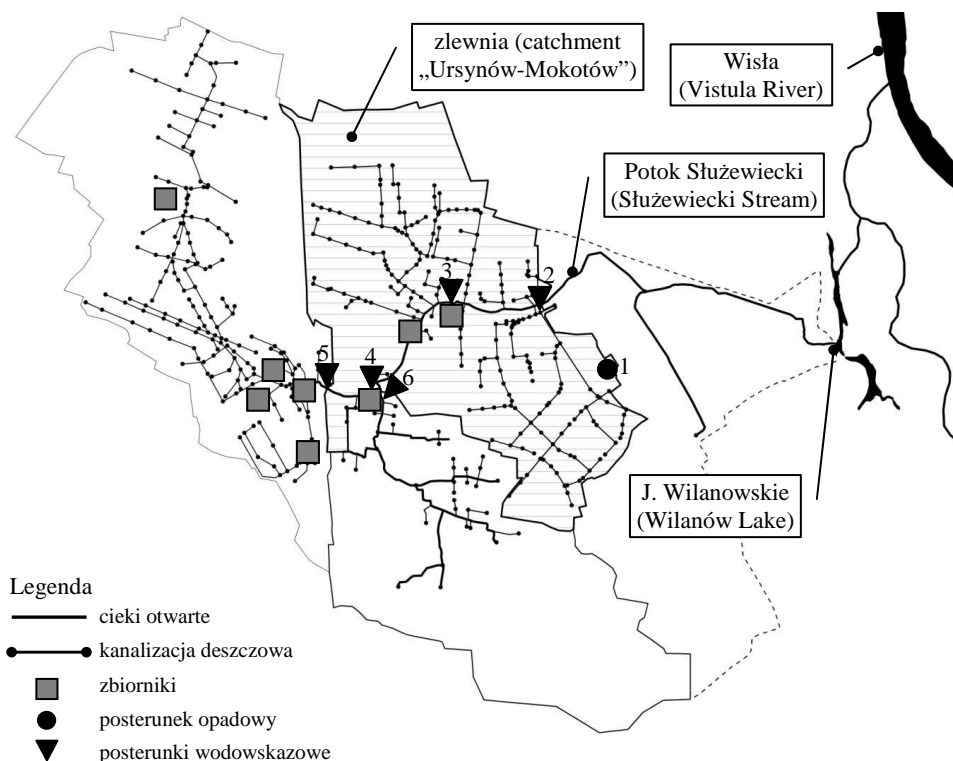 zlewnia (catchment
„Ursynów-Mokotów”)
Wisła
(Vistula River)
Potok Służewiecki
(Służewiecki Stream)
3
2
5
4
6
1
J. Wilanowskie
(Wilanów Lake)
Legenda
cieki otwarte
kanalizacja deszczowa
zbiorniki
posterunek opadowy
posterunki wodowskazowe